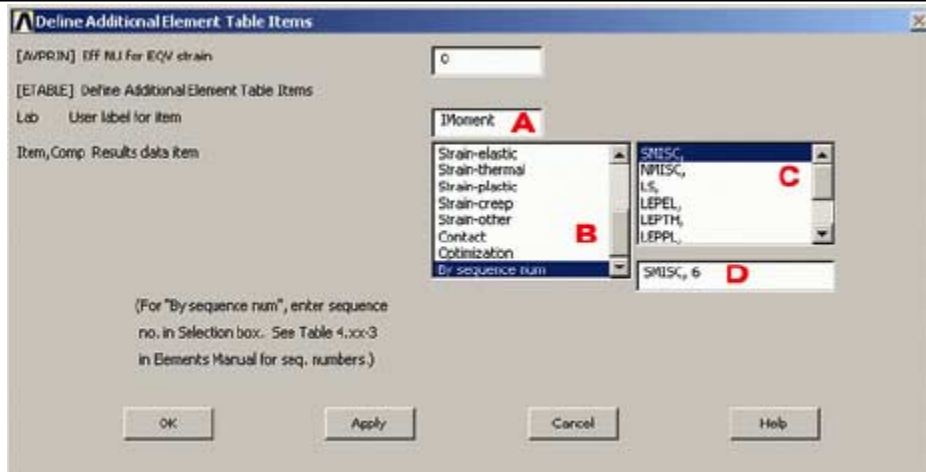 Define Additional Element Table Items
[AVPRIN] Eff NU for EQV strain
0
[ETABLE] Define Additional Element Table Items
Lab User label for item
IMoment A
Item,Comp Results data item
Strain-elastic
Strain-thermal
Strain-plastic
Strain-creep
Strain-other
Contact
Optimization
By sequence num
B
SMISC,
NMISC,
LS,
LEPEL,
LEPTH,
LEPPL,
C
SMISC, 6 D
(For "By sequence num", enter sequence
no. in Selection box. See Table 4.xx-3
in Elements Manual for seq. numbers.)
OK Apply Cancel Help